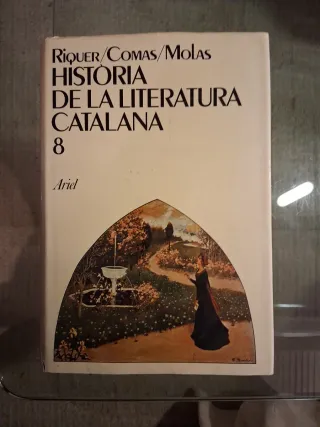 RIQUER/COMAS/MOLAS
HISTÒRIA
DE LA LITERATURA
CATALANA
8
Ariel